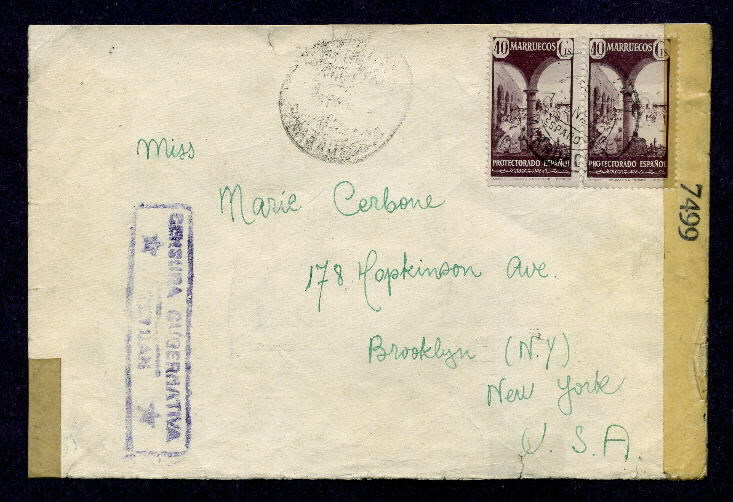 40 MARRUECOS Cts
PROTECTORADO ESPAÑOL
40 MARRUECOS Cts
PROTECTORADO ESPAÑOL
7499
Miss
Marie Cerbone
178 Hopkinson Ave.
Brooklyn (N.Y)
New York
U.S.A.
CENSURA GUBERNATIVA
TETUAN